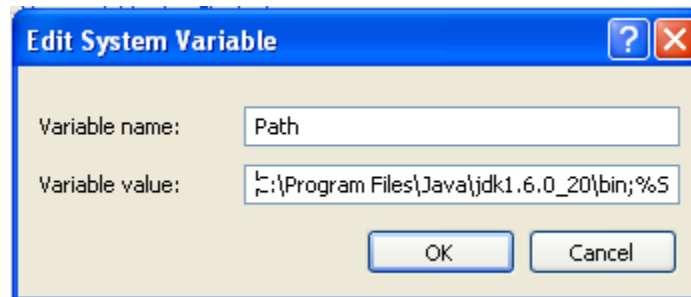 Edit System Variable
Variable name: Path
Variable value: C:\Program Files\Java\jdk1.6.0_20\bin;%S
OK Cancel